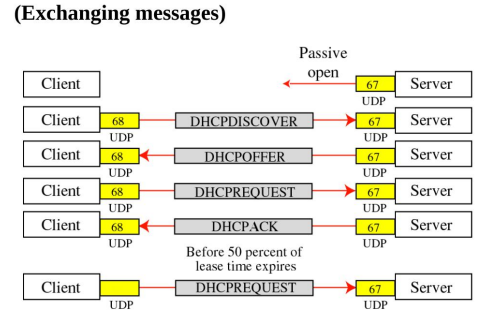 (Exchanging messages)
Passive
open
Client
67
Server
UDP
Client
68
DHCPDISCOVER
67
Server
UDP
UDP
Client
68
DHCPOFFER
67
Server
UDP
UDP
Client
68
DHCPREQUEST
67
Server
UDP
UDP
Client
68
DHCPACK
67
Server
UDP
UDP
Before 50 percent of
lease time expires
Client
DHCPREQUEST
67
Server
UDP
UDP